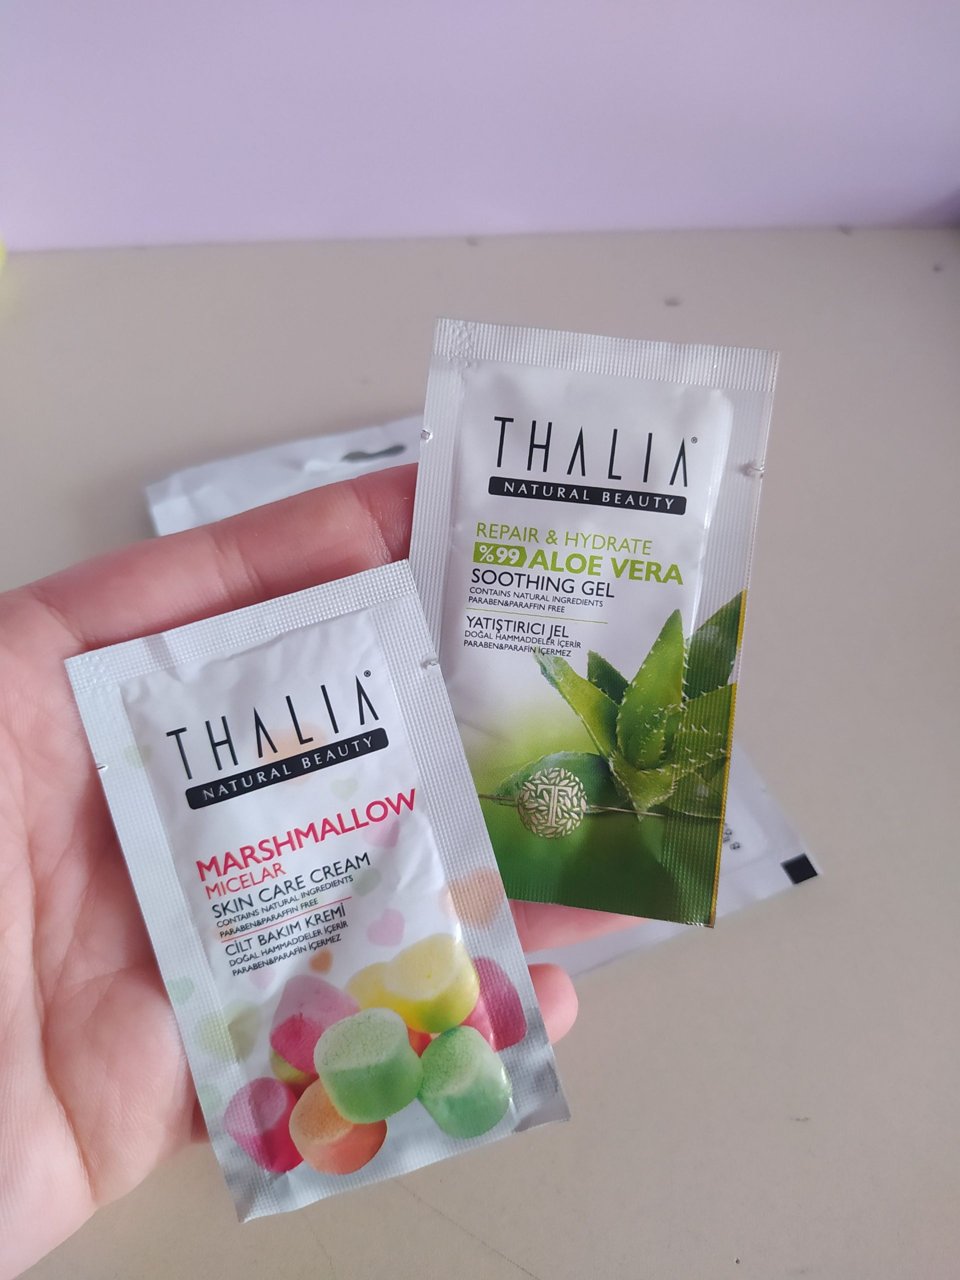 THALIA®
NATURAL BEAUTY
REPAIR & HYDRATE
%99 ALOE VERA
SOOTHING GEL
CONTAINS NATURAL INGREDIENTS
PARABEN&PARAFFIN FREE
YATIŞTIRICI JEL
DOĞAL HAMMADDELER İÇERİR
PARABEN&PARAFİN İÇERMEZ
THALIA®
NATURAL BEAUTY
MARSHMALLOW
MICELAR
SKIN CARE CREAM
CONTAINS NATURAL INGREDIENTS
PARABEN&PARAFFIN FREE
CİLT BAKIM KREMİ
DOĞAL HAMMADDELER İÇERİR
PARABEN&PARAFİN İÇERMEZ